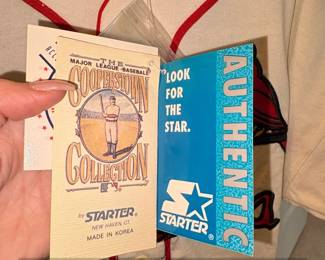 THE
MAJOR LEAGUE BASEBALL
COOPERSTOWN
COLLECTION
by STARTER®
NEW HAVEN, CT.
MADE IN KOREA
LOOK
FOR THE
STAR.
STARTER®
AUTHENTIC